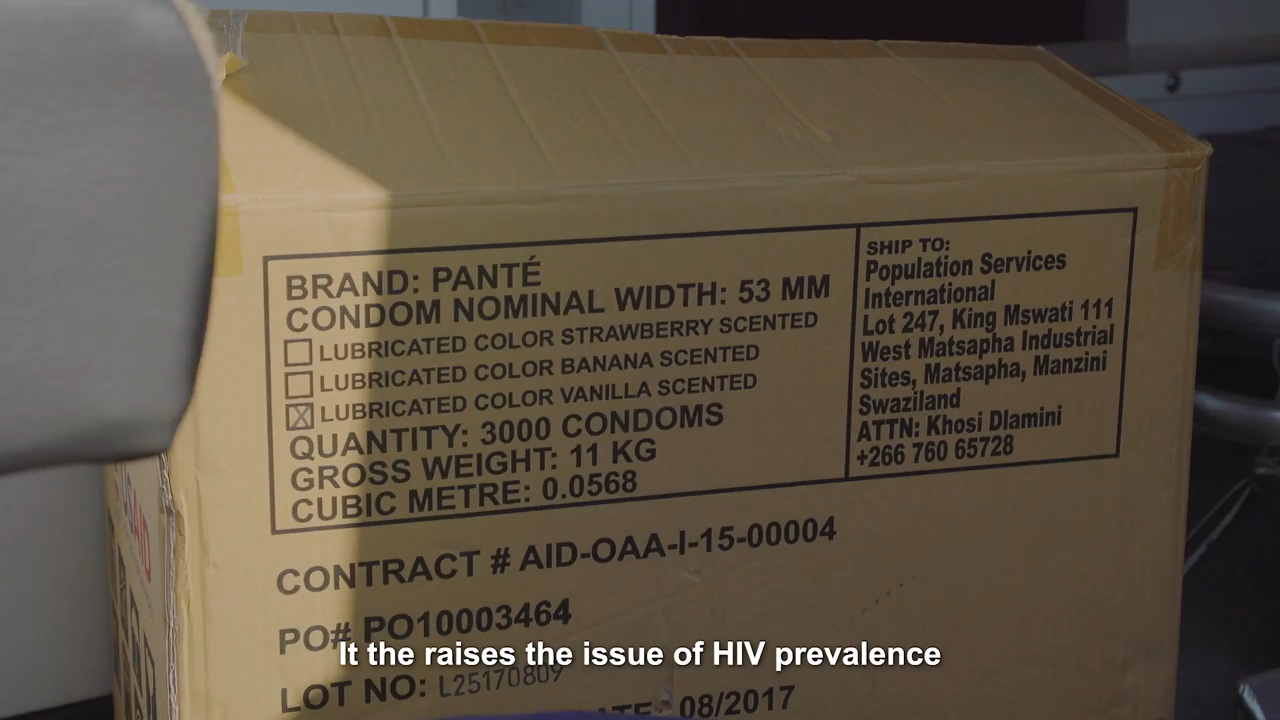 BRAND: PANTÉ
CONDOM NOMINAL WIDTH: 53 MM
LUBRICATED COLOR STRAWBERRY SCENTED
LUBRICATED COLOR BANANA SCENTED
LUBRICATED COLOR VANILLA SCENTED
QUANTITY: 3000 CONDOMS
GROSS WEIGHT: 11 KG
CUBIC METRE: 0.0568
SHIP TO:
Population Services
International
Lot 247, King Mswati 111
West Matsapha Industrial
Sites, Matsapha, Manzini
Swaziland
ATTN: Khosi Dlamini
+266 760 65728
CONTRACT # AID-OAA-I-15-00004
PO# PO10003464
LOT NO: L25170809
08/2017
It the raises the issue of HIV prevalence